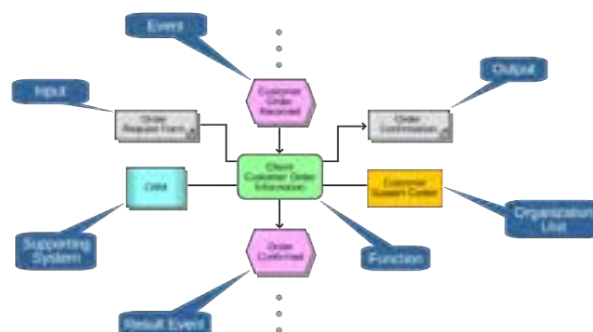 Event
Input
Output
Customer
Order
Received
Order
Request Form
Order
Confirmation
Check
Customer Order
Information
CRM
Customer
Support Center
Supporting
System
Organization
Unit
Function
Order
Confirmed
Result Event